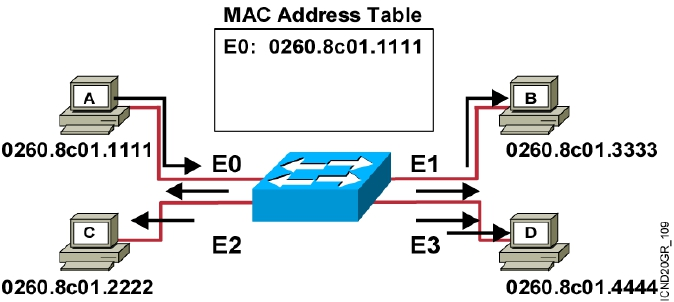 MAC Address Table
E0: 0260.8c01.1111
A
B
0260.8c01.1111
E0
E1
0260.8c01.3333
C
D
E2
E3
0260.8c01.2222
0260.8c01.4444
ICND20GR_109